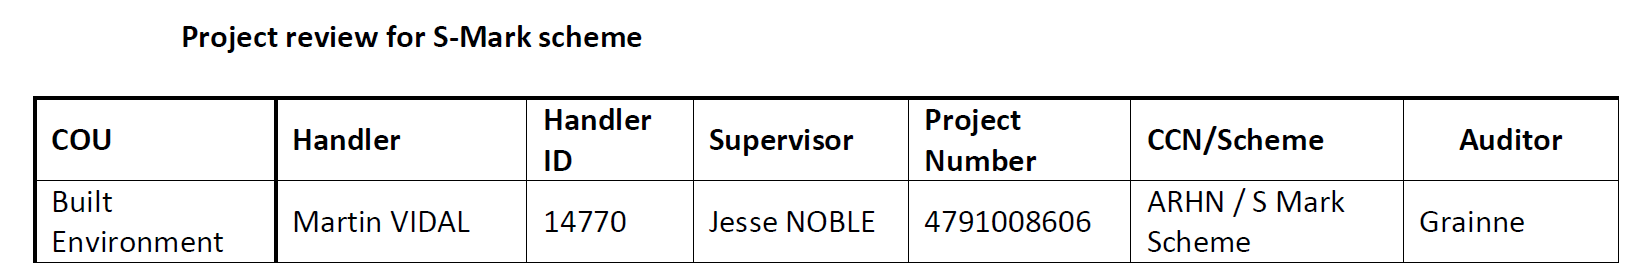 Project review for S-Mark scheme
COU
Handler
Handler
ID
Supervisor
Project
Number
CCN/Scheme
Auditor
Built
Environment
Martin VIDAL
14770
Jesse NOBLE
4791008606
ARHN / S Mark
Scheme
Grainne